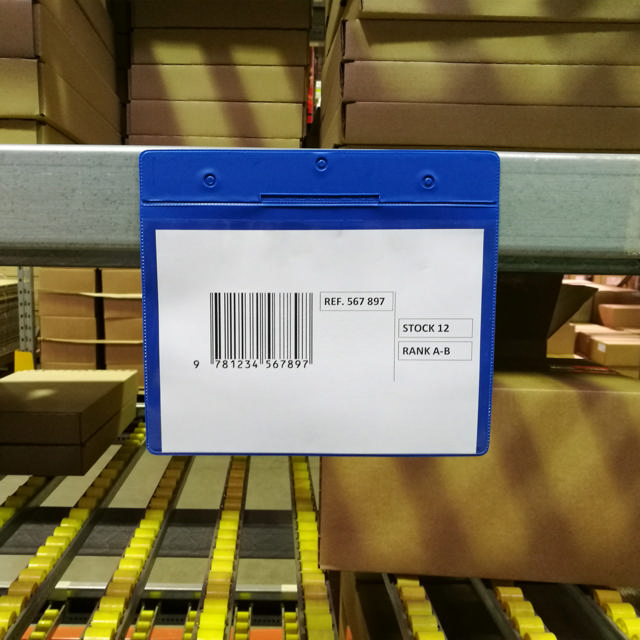 REF. 567 897
STOCK 12
RANK A-B
9 781234 567897